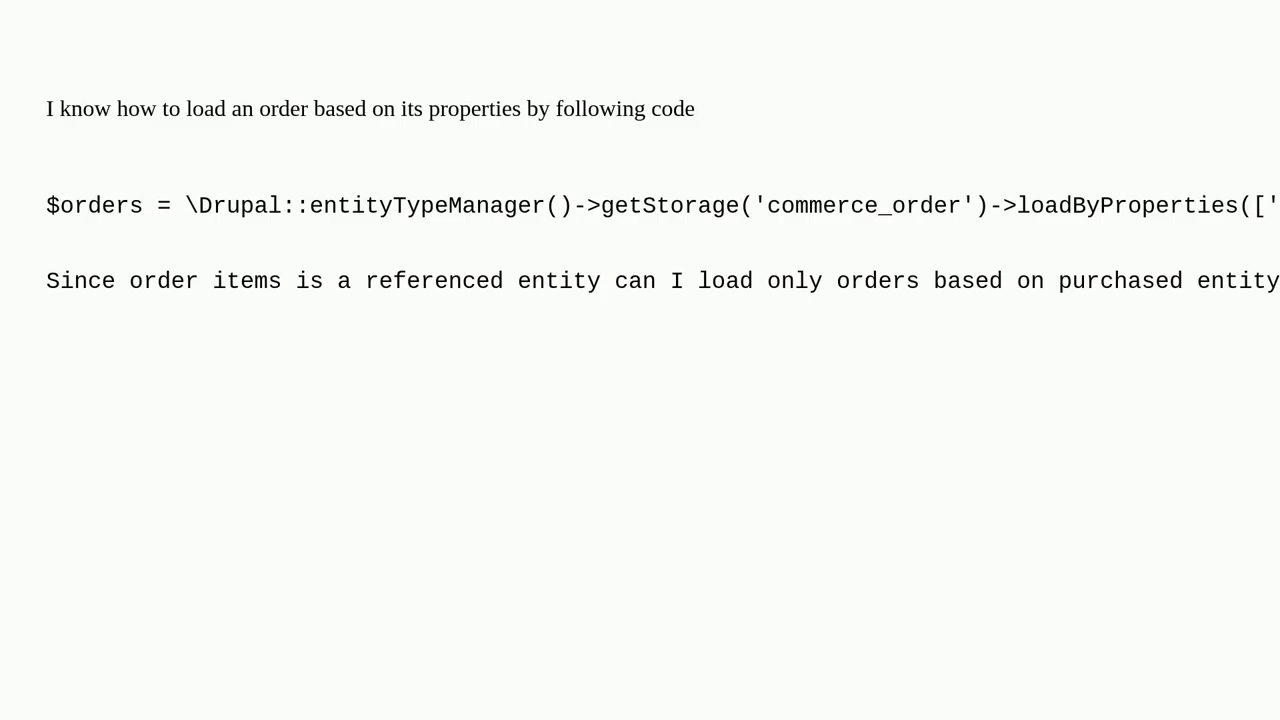 I know how to load an order based on its properties by following code
$orders = \Drupal::entityTypeManager()->getStorage('commerce_order')->loadByProperties(['
Since order items is a referenced entity can I load only orders based on purchased entity